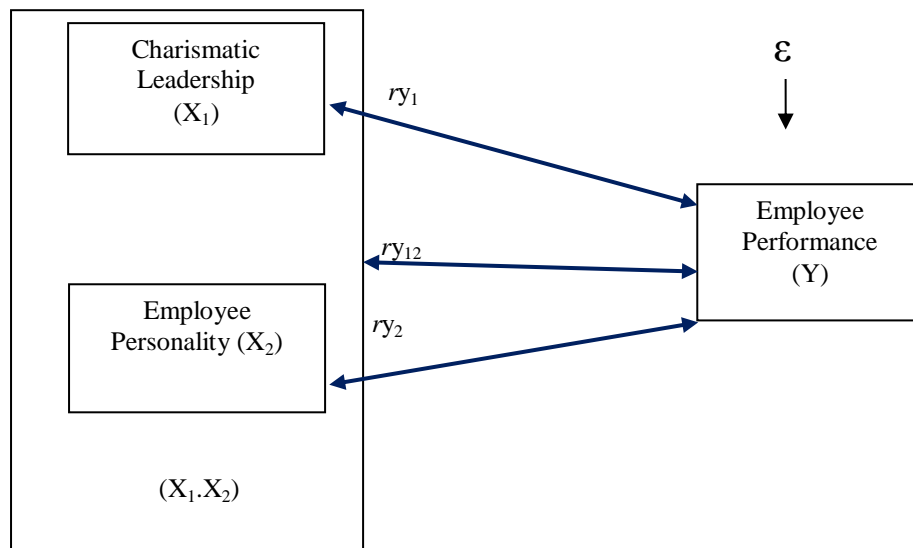 Charismatic
Leadership
(X₁)
ε
ry₁
Employee
Performance
(Y)
ry₁₂
Employee
Personality (X₂)
ry₂
(X₁.X₂)